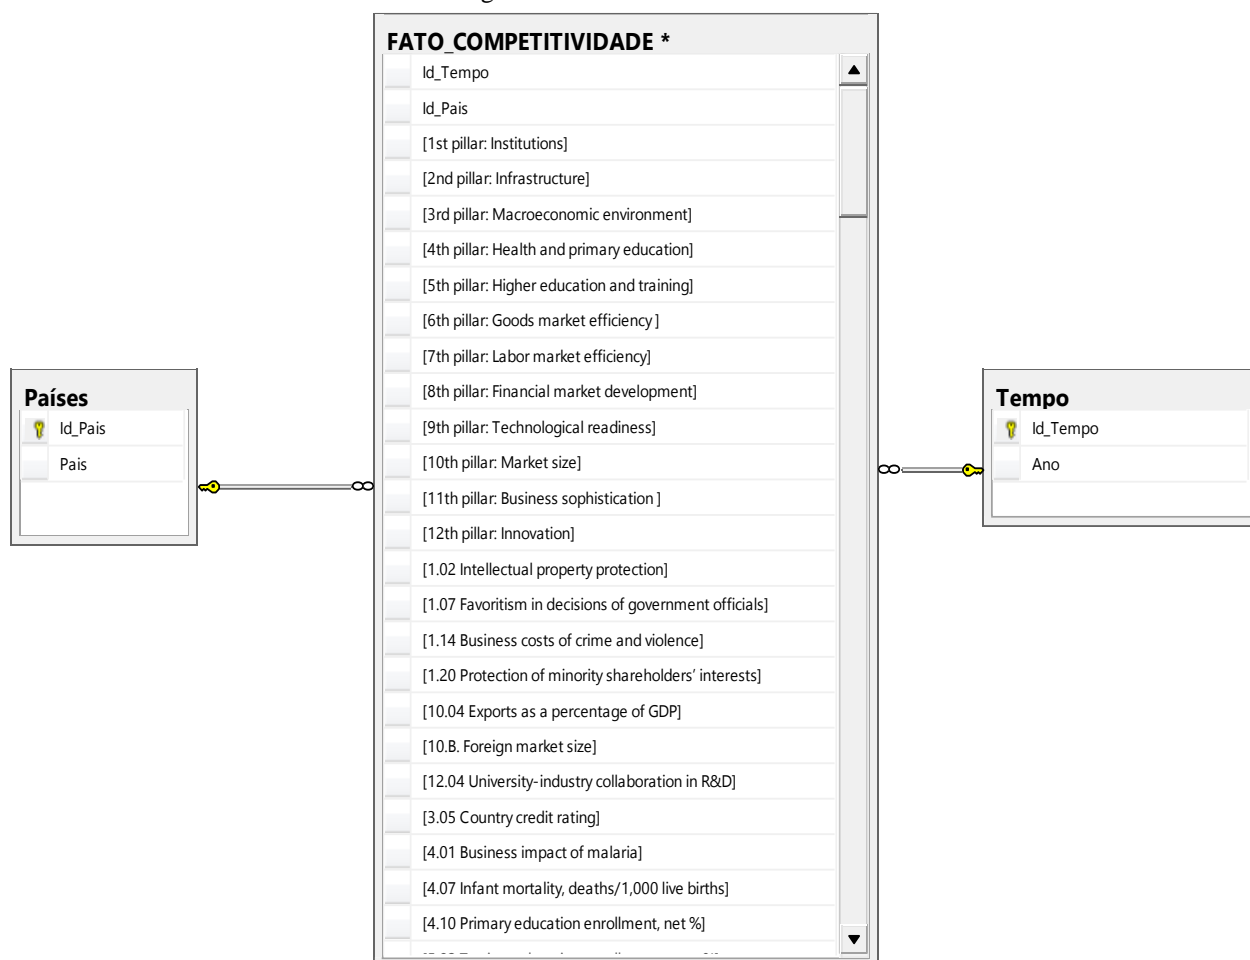 FATO_COMPETITIVIDADE *
Id_Tempo
Id_Pais
[1st pillar: Institutions]
[2nd pillar: Infrastructure]
[3rd pillar: Macroeconomic environment]
[4th pillar: Health and primary education]
[5th pillar: Higher education and training]
[6th pillar: Goods market efficiency ]
[7th pillar: Labor market efficiency]
[8th pillar: Financial market development]
[9th pillar: Technological readiness]
[10th pillar: Market size]
[11th pillar: Business sophistication ]
[12th pillar: Innovation]
[1.02 Intellectual property protection]
[1.07 Favoritism in decisions of government officials]
[1.14 Business costs of crime and violence]
[1.20 Protection of minority shareholders’ interests]
[10.04 Exports as a percentage of GDP]
[10.B. Foreign market size]
[12.04 University-industry collaboration in R&D]
[3.05 Country credit rating]
[4.01 Business impact of malaria]
[4.07 Infant mortality, deaths/1,000 live births]
[4.10 Primary education enrollment, net %]
Países
Id_Pais
Pais
Tempo
Id_Tempo
Ano